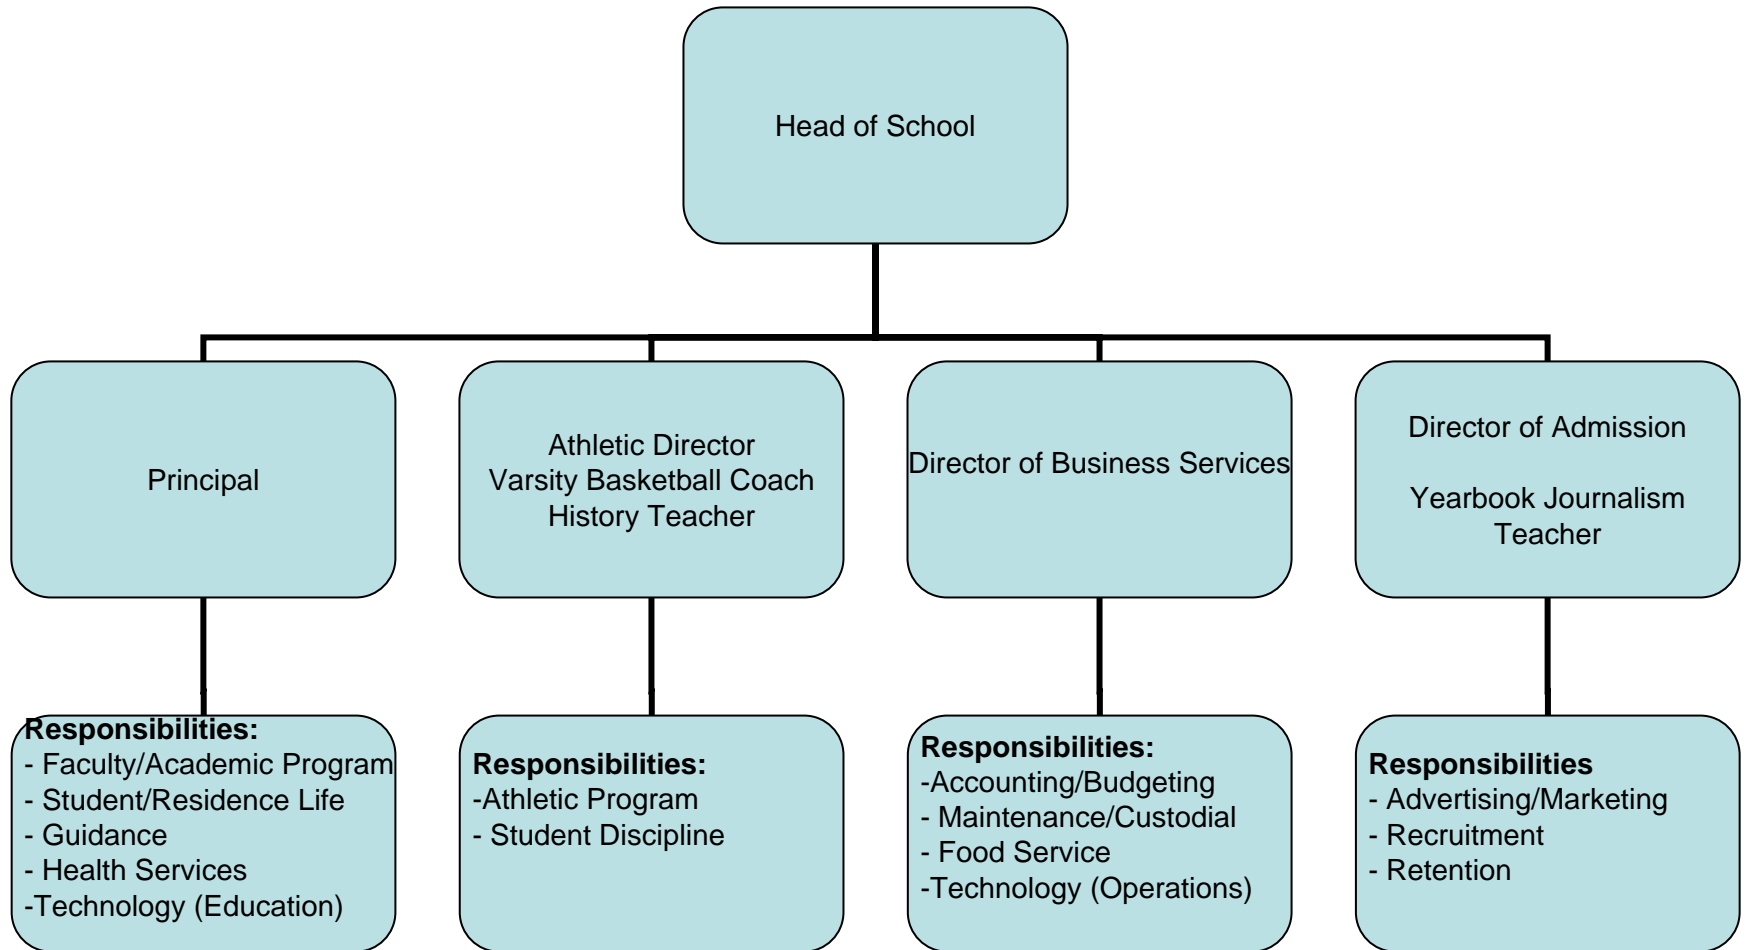 Head of School
Principal
Athletic Director
Varsity Basketball Coach
History Teacher
Director of Business Services
Director of Admission
Yearbook Journalism
Teacher
Responsibilities:
- Faculty/Academic Program
- Student/Residence Life
- Guidance
- Health Services
-Technology (Education)
Responsibilities:
-Athletic Program
- Student Discipline
Responsibilities:
-Accounting/Budgeting
- Maintenance/Custodial
- Food Service
-Technology (Operations)
Responsibilities
- Advertising/Marketing
- Recruitment
- Retention